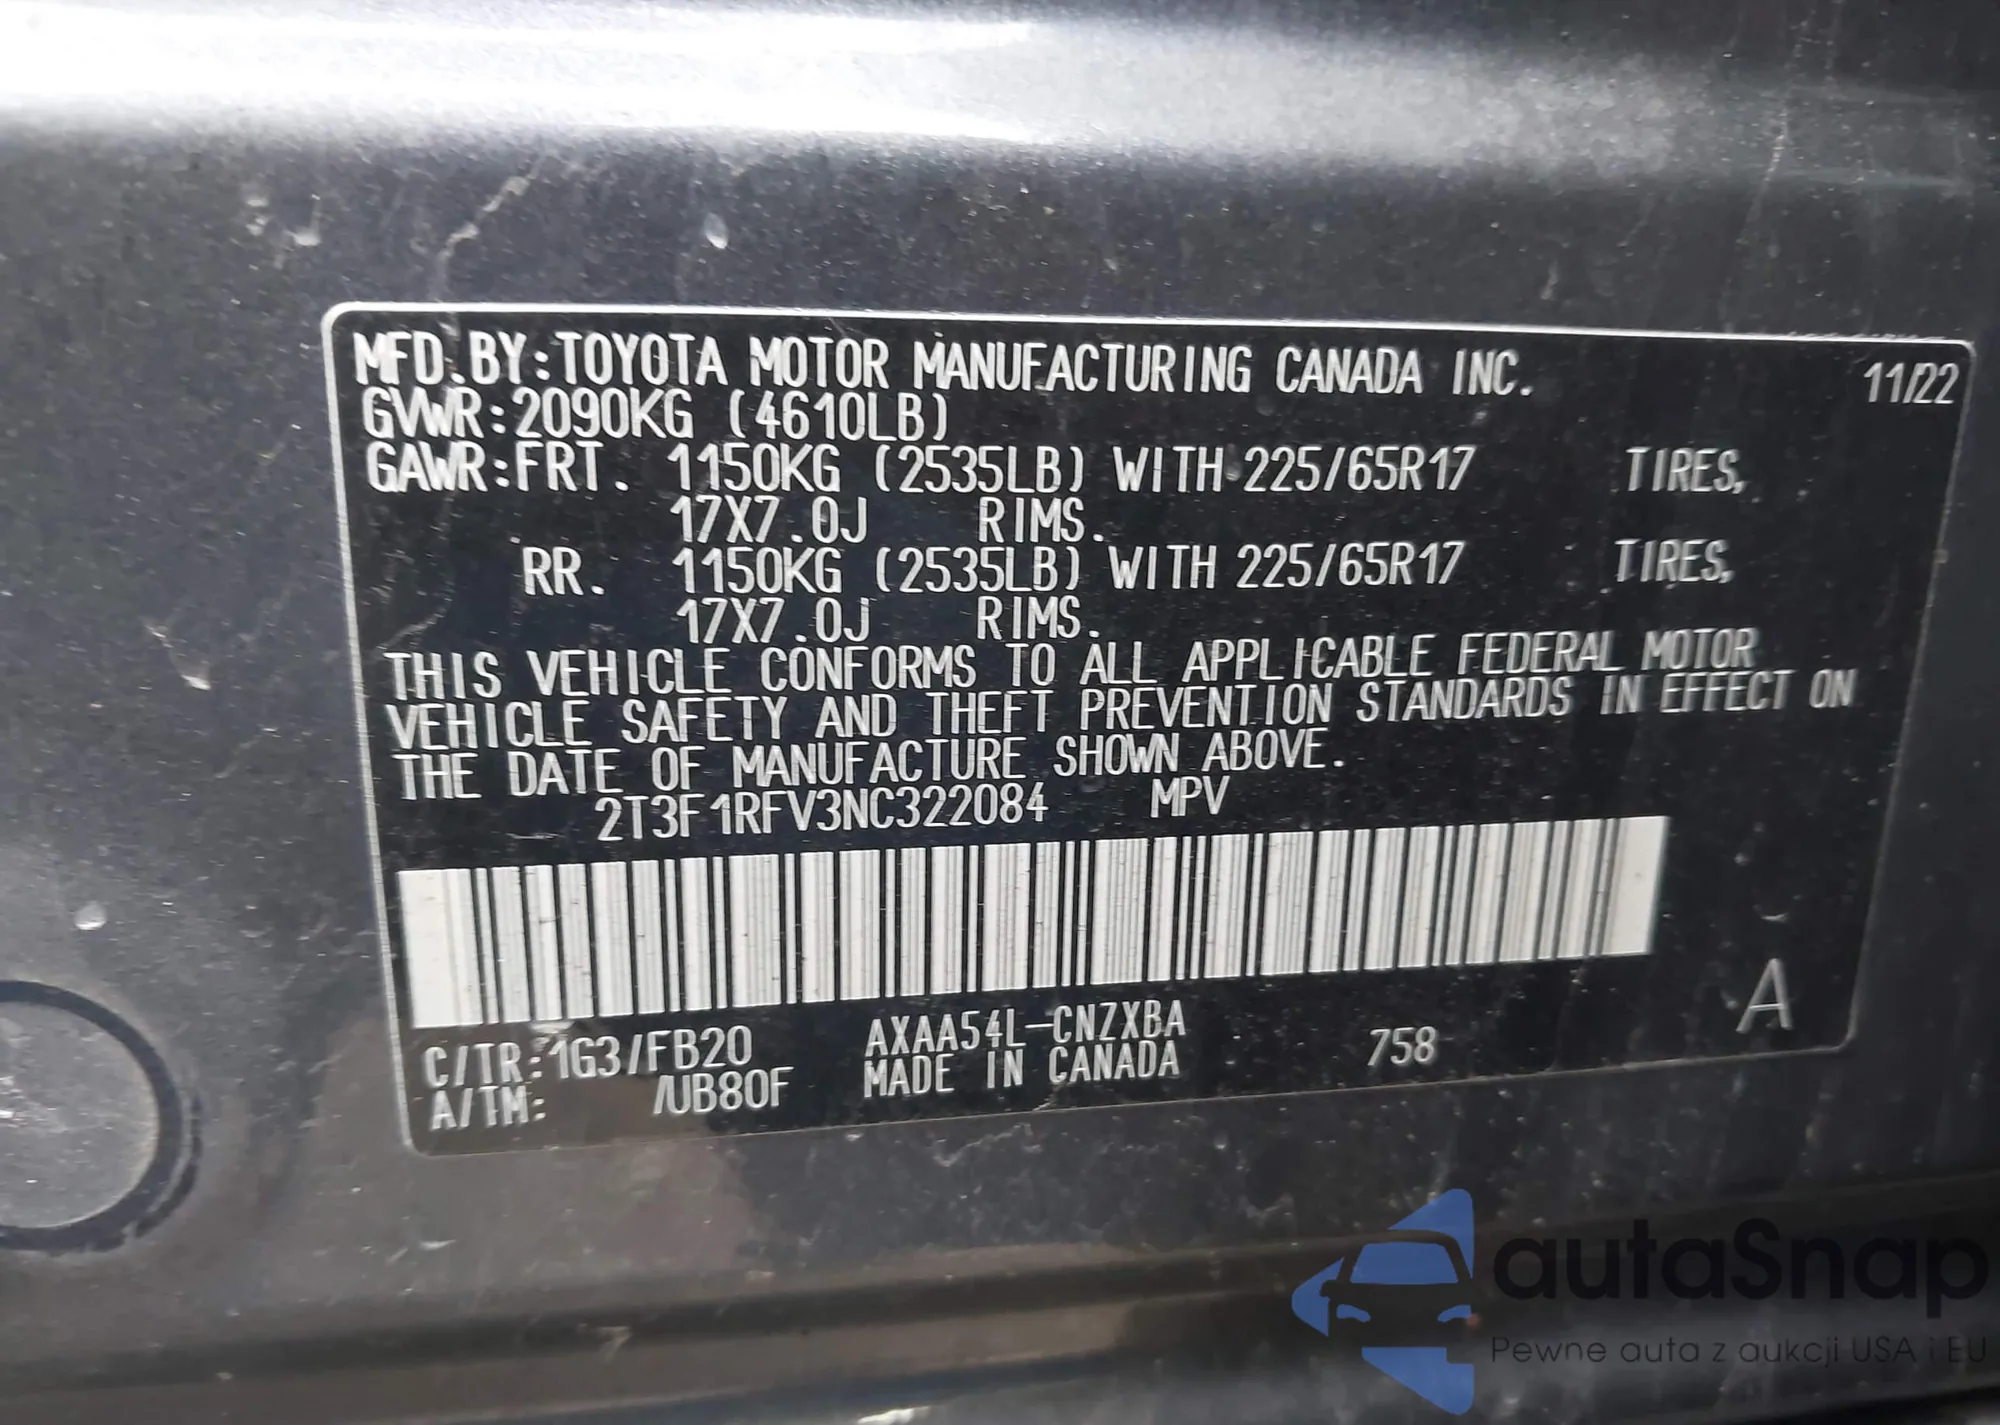 MFD.BY:TOYOTA MOTOR MANUFACTURING CANADA INC. 11/22
GVWR:2090KG (4610LB)
GAWR:FRT. 1150KG (2535LB) WITH 225/65R17 TIRES,
17X7.0J RIMS.
RR. 1150KG (2535LB) WITH 225/65R17 TIRES,
17X7.0J RIMS.
THIS VEHICLE CONFORMS TO ALL APPLICABLE FEDERAL MOTOR
VEHICLE SAFETY AND THEFT PREVENTION STANDARDS IN EFFECT ON
THE DATE OF MANUFACTURE SHOWN ABOVE.
2T3F1RFV3NC322084 MPV
C/TR:1G3/FB20 AXAA54L-CNZXBA 758 A
A/TM: /UB80F MADE IN CANADA
autaSnap
Pewne auta z aukcji USA i EU